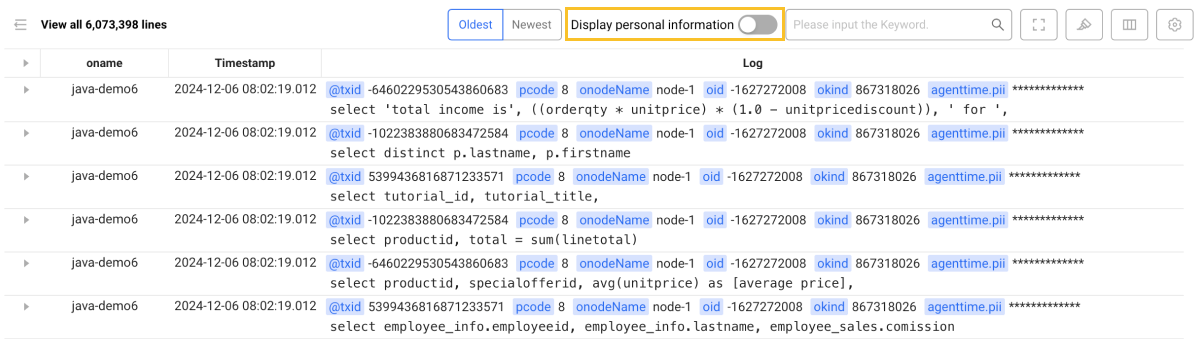 View all 6,073,398 lines Oldest Newest Display personal information Please input the Keyword.
oname Timestamp Log
java-demo6 2024-12-06 08:02:19.012 @txid -6460229530543860683 pcode 8 onodeName node-1 oid -1627272008 okind 867318026 agenttime.pii *************
select 'total income is', ((orderqty * unitprice) * (1.0 - unitpricediscount)), ' for ',
java-demo6 2024-12-06 08:02:19.012 @txid -1022383880683472584 pcode 8 onodeName node-1 oid -1627272008 okind 867318026 agenttime.pii *************
select distinct p.lastname, p.firstname
java-demo6 2024-12-06 08:02:19.012 @txid 5399436816871233571 pcode 8 onodeName node-1 oid -1627272008 okind 867318026 agenttime.pii *************
select tutorial_id, tutorial_title,
java-demo6 2024-12-06 08:02:19.012 @txid -1022383880683472584 pcode 8 onodeName node-1 oid -1627272008 okind 867318026 agenttime.pii *************
select productid, total = sum(linetotal)
java-demo6 2024-12-06 08:02:19.012 @txid -6460229530543860683 pcode 8 onodeName node-1 oid -1627272008 okind 867318026 agenttime.pii *************
select productid, specialofferid, avg(unitprice) as [average price],
java-demo6 2024-12-06 08:02:19.012 @txid 5399436816871233571 pcode 8 onodeName node-1 oid -1627272008 okind 867318026 agenttime.pii *************
select employee_info.employeeid, employee_info.lastname, employee_sales.comission